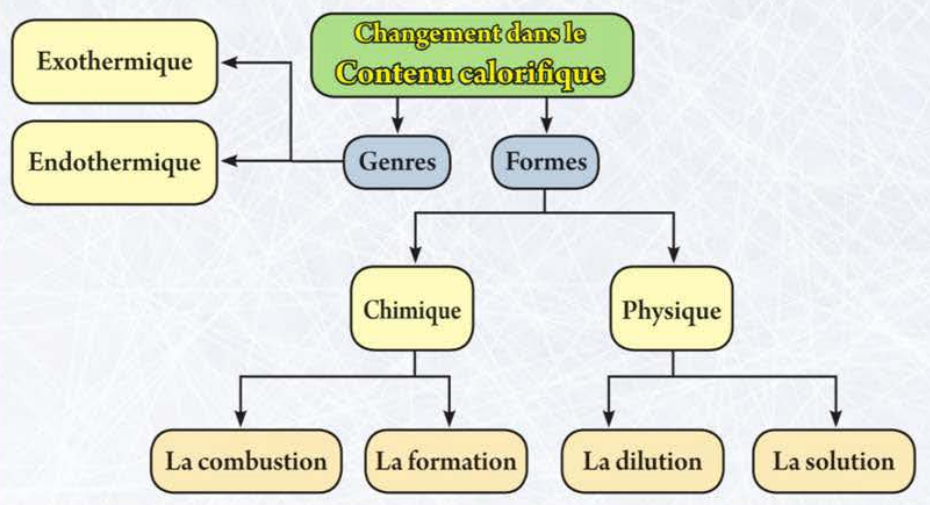 Changement dans le
Contenu calorifique
Exothermique
Endothermique
Genres
Formes
Chimique
Physique
La combustion
La formation
La dilution
La solution